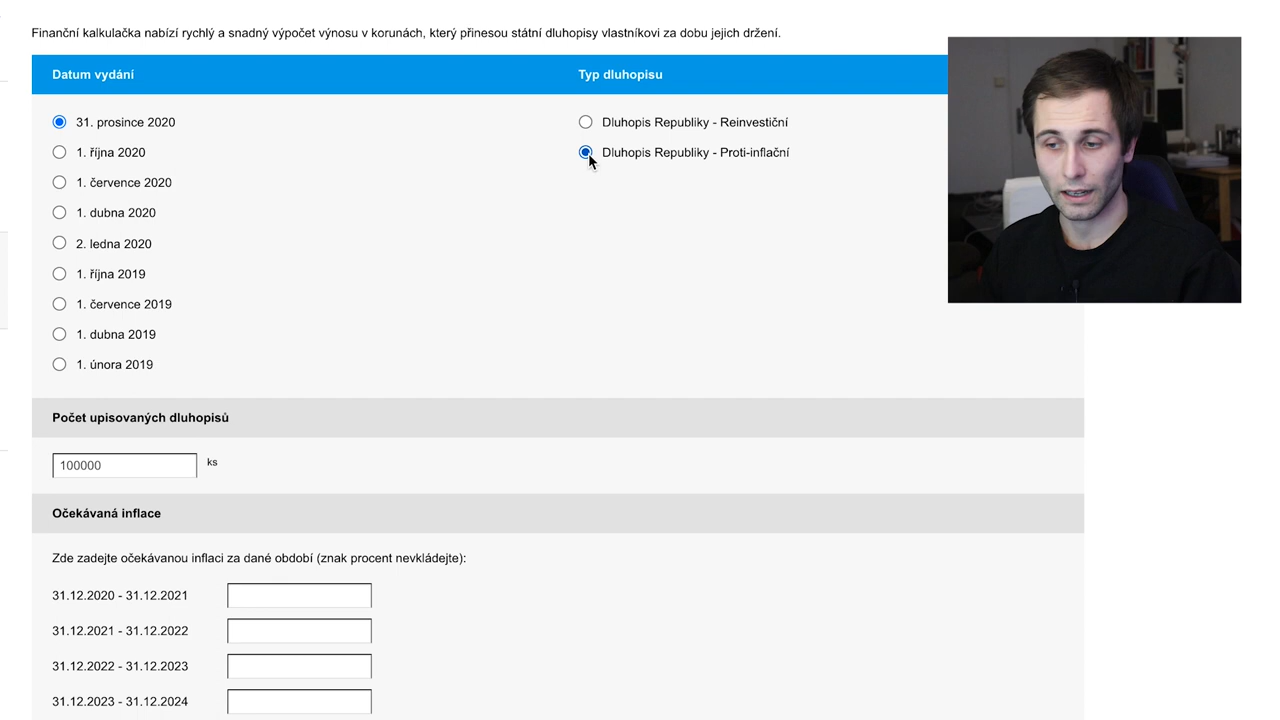 Finanční kalkulačka nabízí rychlý a snadný výpočet výnosu v korunách, který přinesou státní dluhopisy vlastníkovi za dobu jejich držení.
Datum vydání
Typ dluhopisu
31. prosince 2020
Dluhopis Republiky - Reinvestiční
1. října 2020
Dluhopis Republiky - Proti-inflační
1. července 2020
1. dubna 2020
2. ledna 2020
1. října 2019
1. července 2019
1. dubna 2019
1. února 2019
Počet upisovaných dluhopisů
100000 ks
Očekávaná inflace
Zde zadejte očekávanou inflaci za dané období (znak procent nevkládejte):
31.12.2020 - 31.12.2021
31.12.2021 - 31.12.2022
31.12.2022 - 31.12.2023
31.12.2023 - 31.12.2024